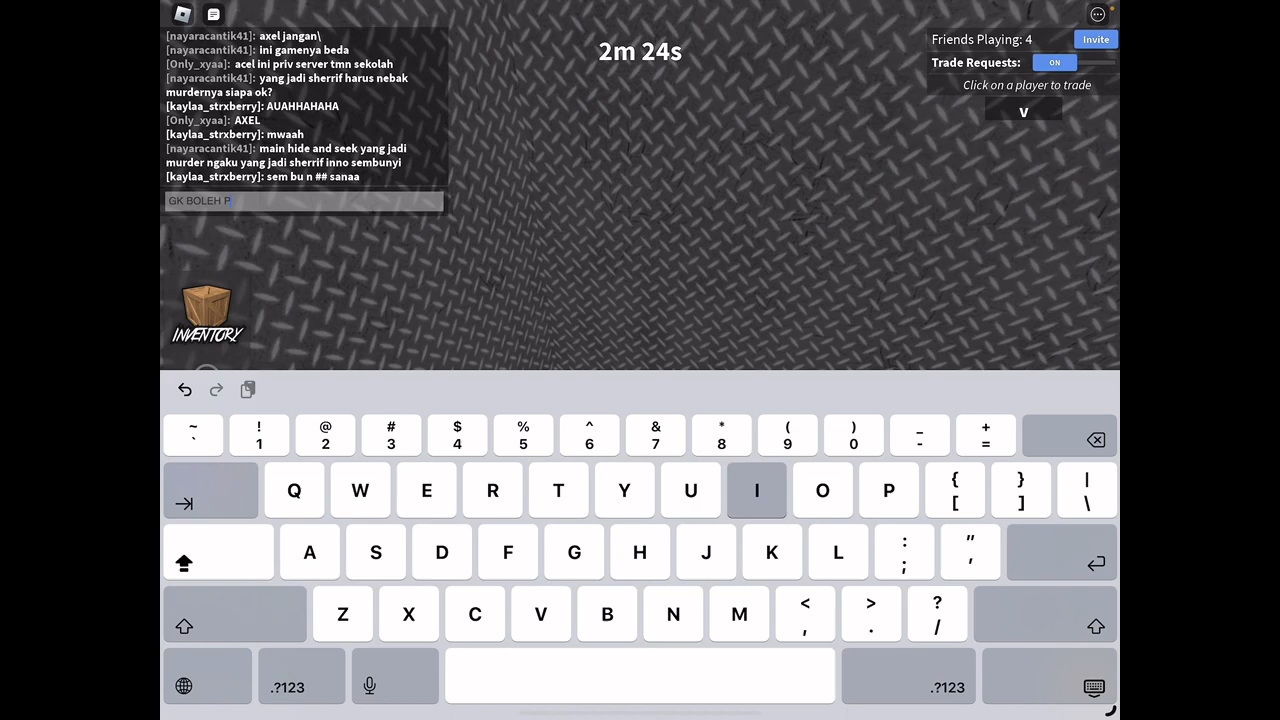 [nayaracantik41]: axel jangan\
[nayaracantik41]: ini gamenya beda
[Only_xyaa]: acel ini priv server tmn sekolah
[nayaracantik41]: yang jadi sherrif harus nebak
murdernya siapa ok?
[kaylaa_strxberry]: AUAHHAHAHA
[Only_xyaa]: AXEL
[kaylaa_strxberry]: mwaah
[nayaracantik41]: main hide and seek yang jadi
murder ngaku yang jadi sherrif inno sembunyi
[kaylaa_strxberry]: sem bu n ## sanaa
GK BOLEH P
2m 24s
Friends Playing: 4
Invite
Trade Requests:
ON
Click on a player to trade
v
INVENTORY
~ ! @ # $ % ^ & * ( ) _ +
` 1 2 3 4 5 6 7 8 9 0 - =
Q W E R T Y U I O P { } |
[ ] \
A S D F G H J K L : "
; '
Z X C V B N M < > ?
, . /
.?123 .?123